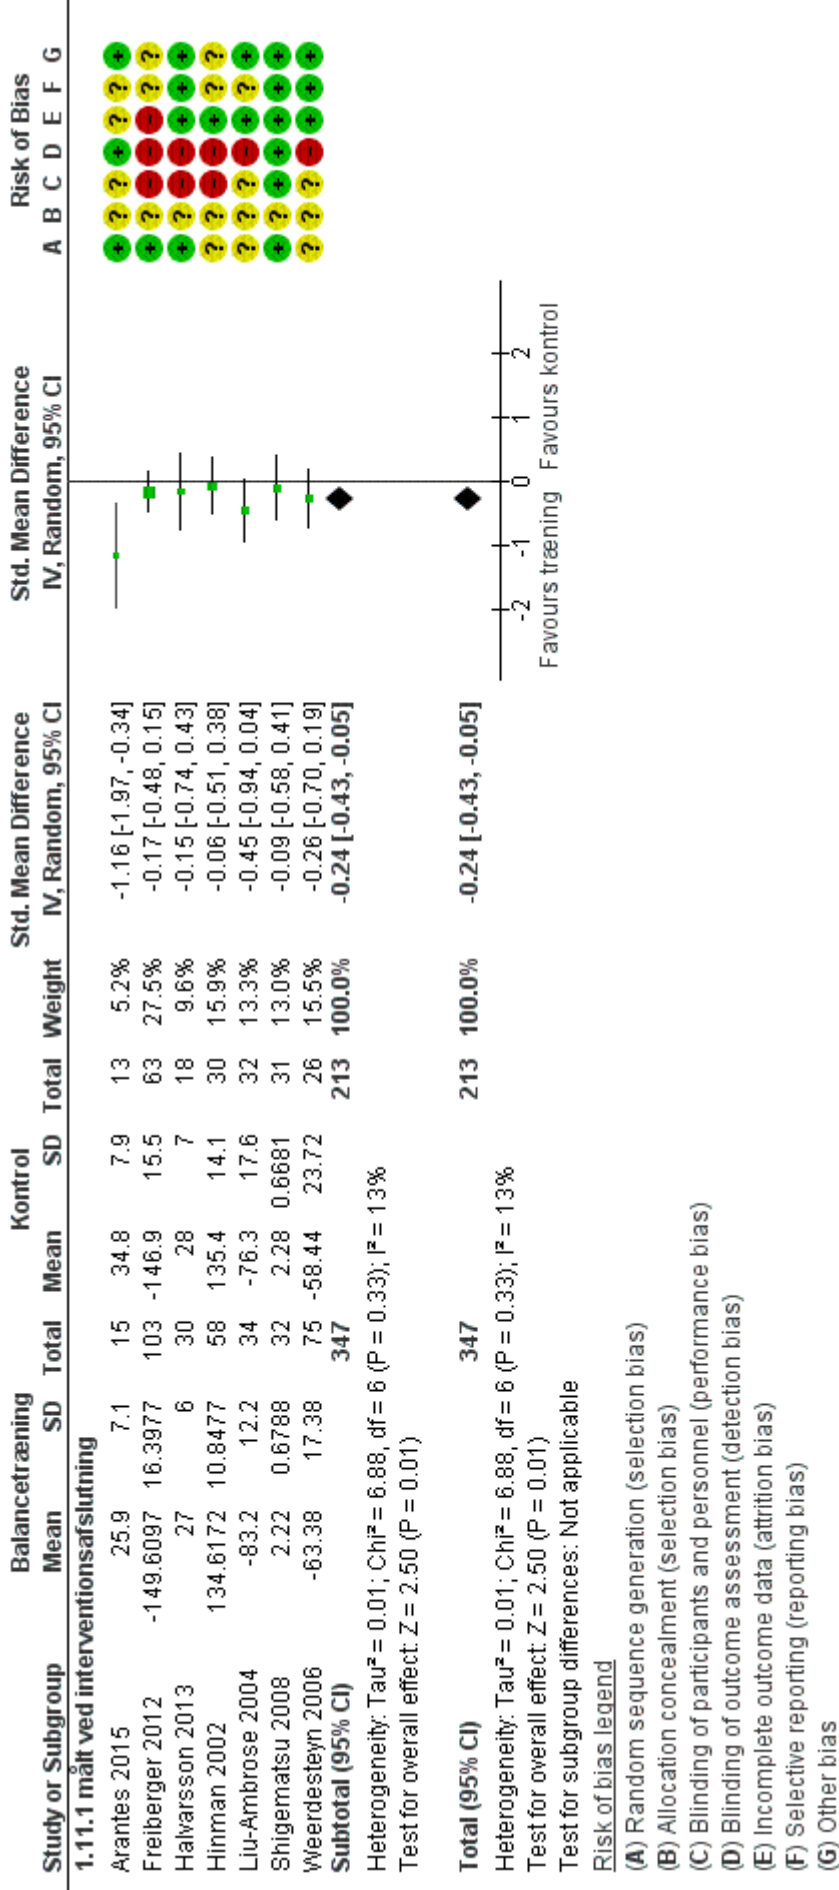 Balancetræning Kontrol Std. Mean Difference Std. Mean Difference Risk of Bias
Study or Subgroup Mean SD Total Mean SD Total Weight IV, Random, 95% CI IV, Random, 95% CI A B C D E F G
1.11.1 målt ved interventionsafslutning
Arantes 2015 25.9 7.1 15 34.8 7.9 13 5.2% -1.16 [-1.97, -0.34] + ? ? + ? ? +
Freiberger 2012 -149.6097 16.3977 103 -146.9 15.5 63 27.5% -0.17 [-0.48, 0.15] + ? - - - ? ?
Halvarsson 2013 27 6 30 28 7 18 9.6% -0.15 [-0.74, 0.43] + ? - - + + +
Hinman 2002 134.6172 10.8477 58 135.4 14.1 30 15.9% -0.06 [-0.51, 0.38] ? ? - - + ? ?
Liu-Ambrose 2004 -83.2 12.2 34 -76.3 17.6 32 13.3% -0.45 [-0.94, 0.04] ? ? ? - + ? +
Shigematsu 2008 2.22 0.6788 32 2.28 0.6681 31 13.0% -0.09 [-0.58, 0.41] + ? + + + + +
Weerdesteyn 2006 -63.38 17.38 75 -58.44 23.72 26 15.5% -0.26 [-0.70, 0.19] ? ? ? - + + +
Subtotal (95% CI) 347 213 100.0% -0.24 [-0.43, -0.05]
Heterogeneity: Tau² = 0.01; Chi² = 6.88, df = 6 (P = 0.33); I² = 13%
Test for overall effect: Z = 2.50 (P = 0.01)
Total (95% CI) 347 213 100.0% -0.24 [-0.43, -0.05]
Heterogeneity: Tau² = 0.01; Chi² = 6.88, df = 6 (P = 0.33); I² = 13%
Test for overall effect: Z = 2.50 (P = 0.01)
Test for subgroup differences: Not applicable
-2 -1 0 1 2
Favours træning Favours kontrol
Risk of bias legend
(A) Random sequence generation (selection bias)
(B) Allocation concealment (selection bias)
(C) Blinding of participants and personnel (performance bias)
(D) Blinding of outcome assessment (detection bias)
(E) Incomplete outcome data (attrition bias)
(F) Selective reporting (reporting bias)
(G) Other bias